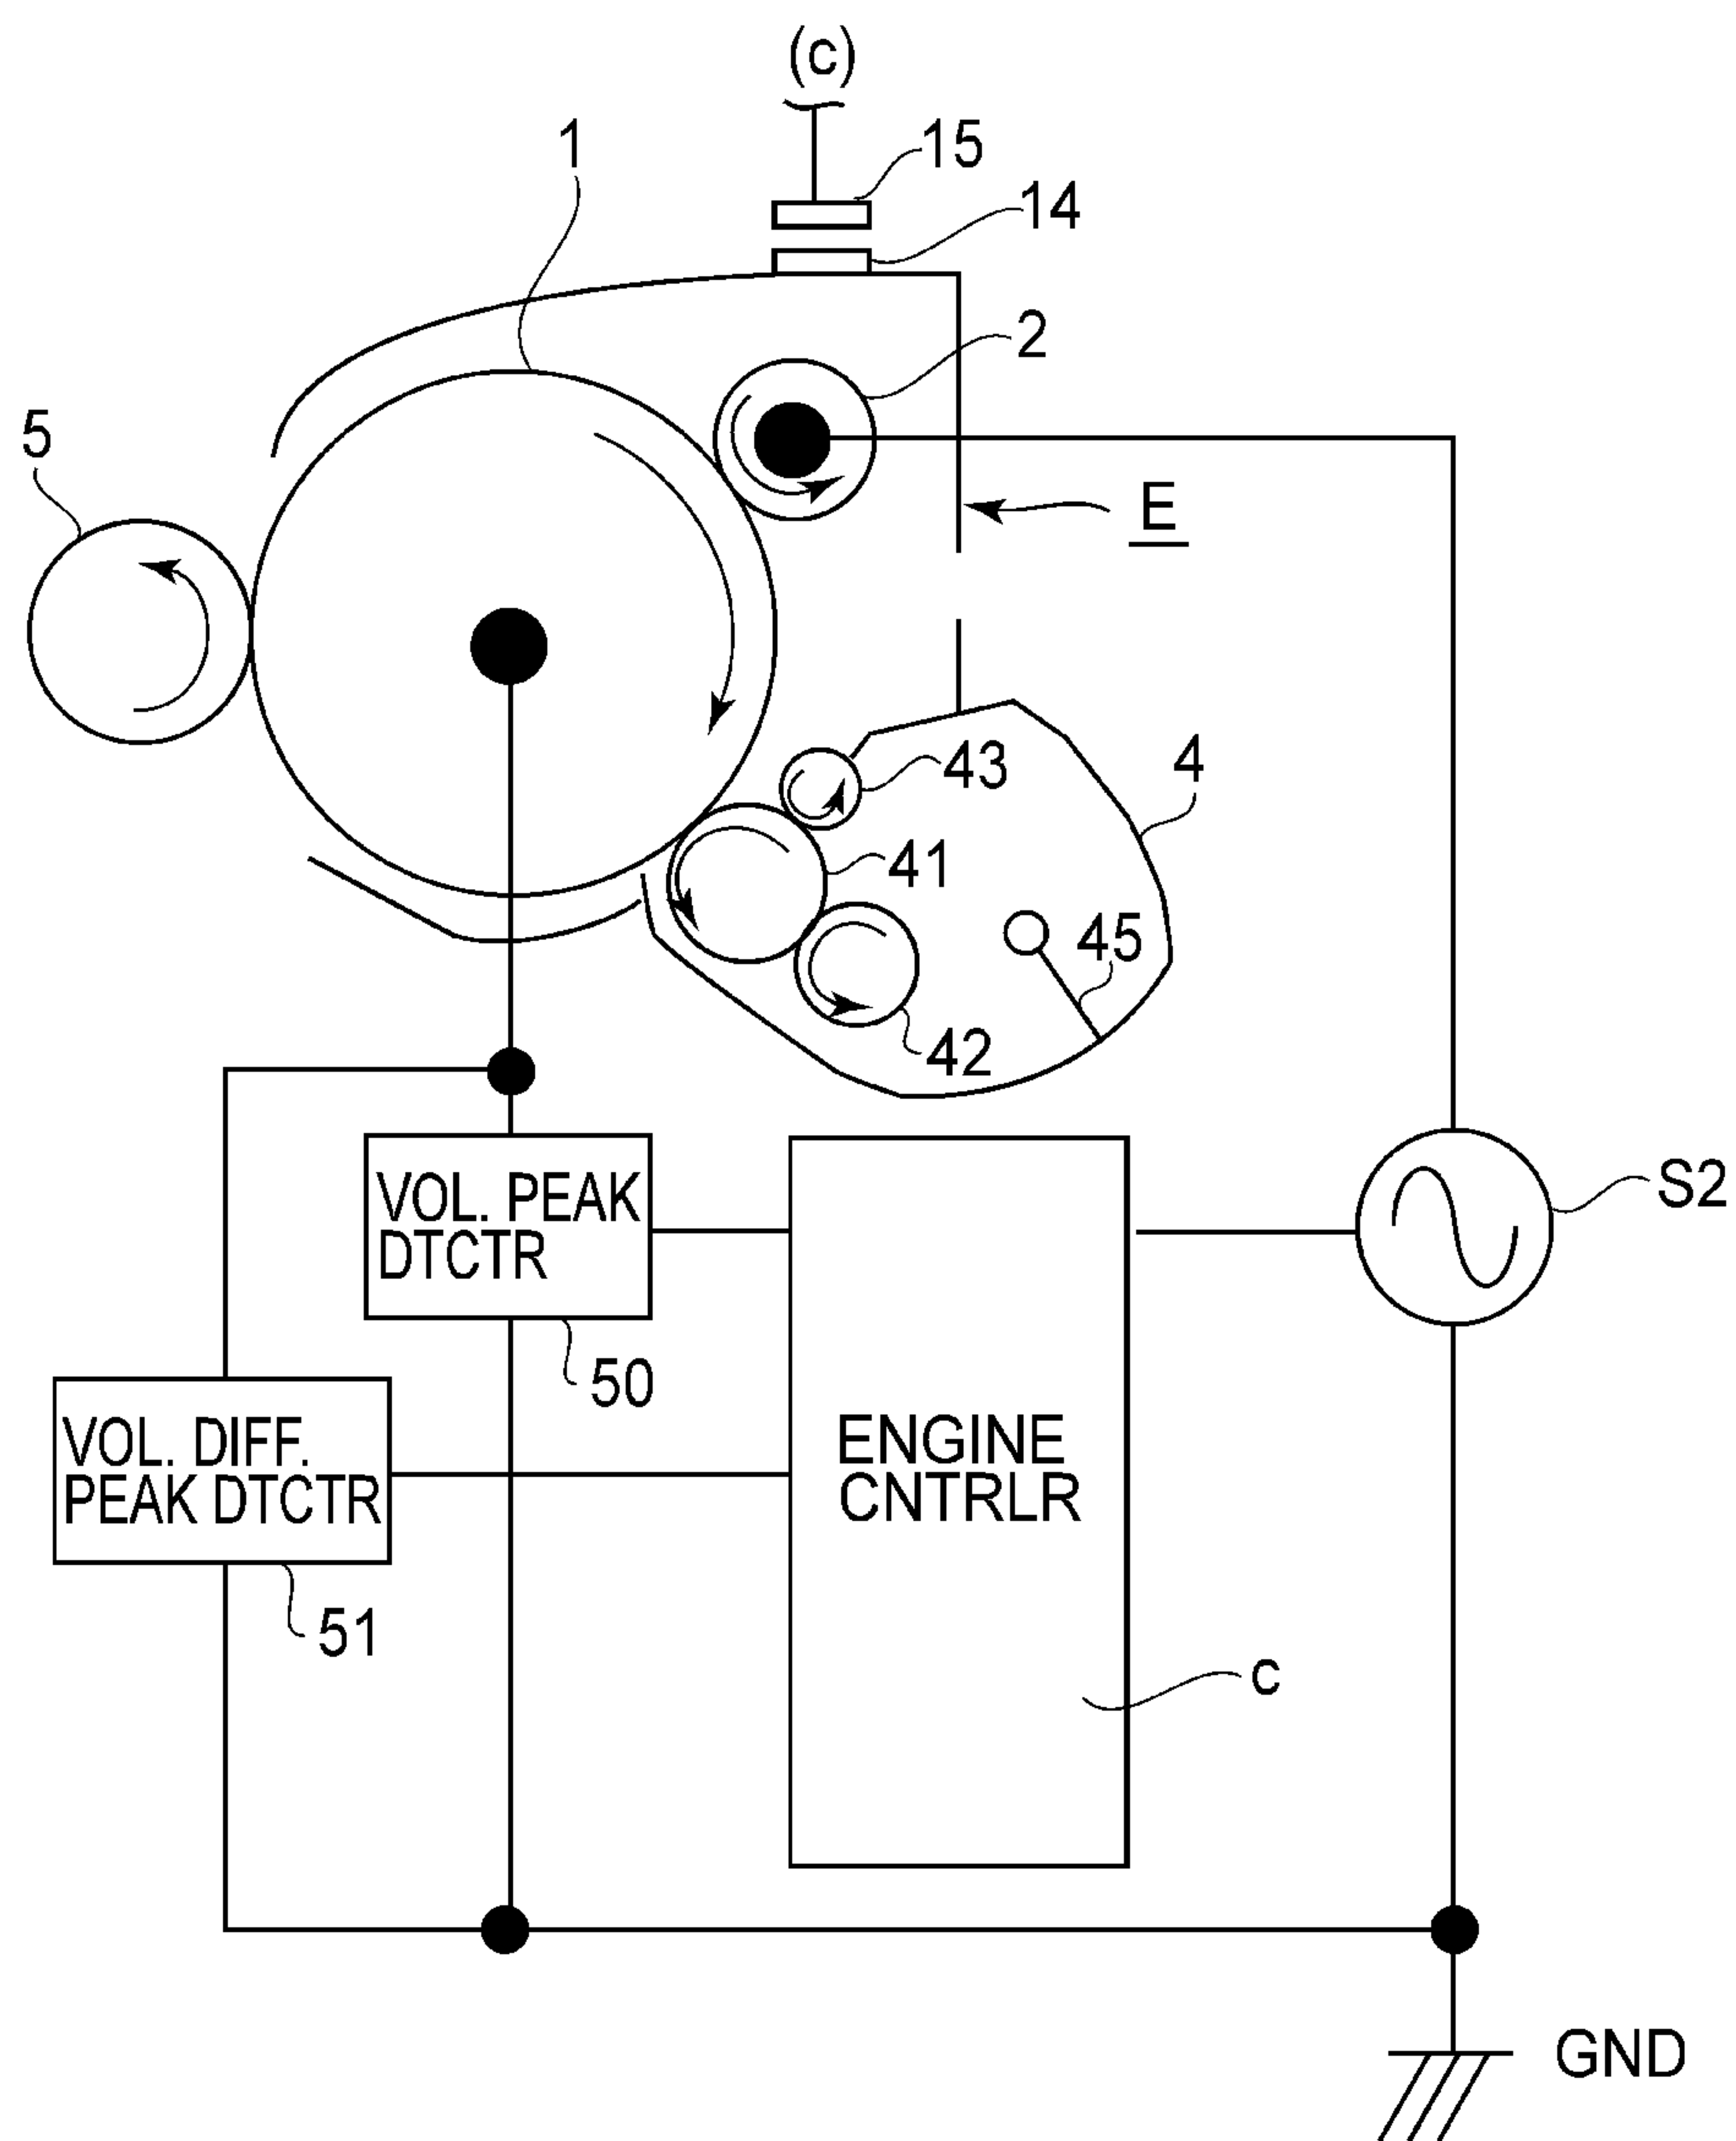 (c)
15
1
14
2
5
E
43
4
41
45
42
S2
VOL. PEAK
DTCTR
50
VOL. DIFF.
PEAK DTCTR
ENGINE
CNTRLR
51
c
GND